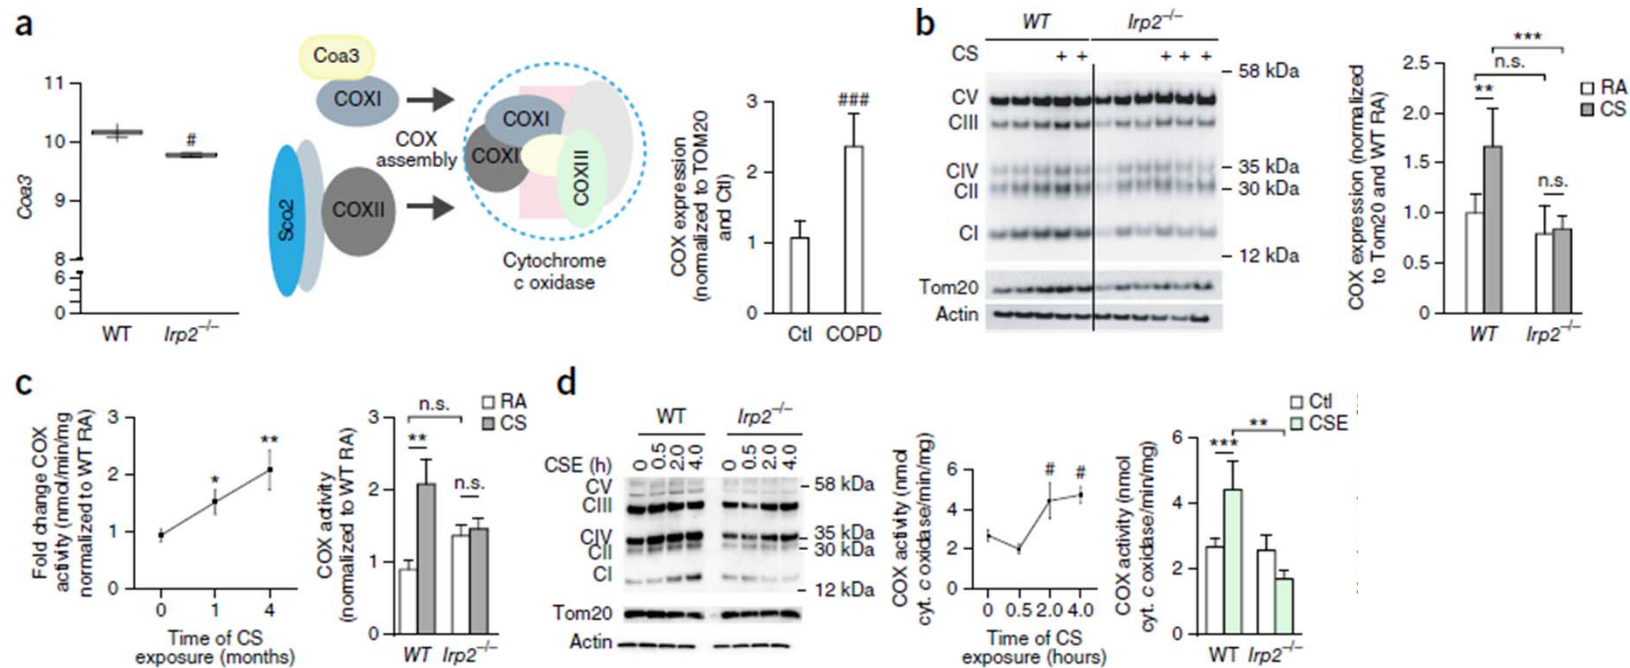 a
Coa3
11
10
9
8
6
4
2
0
#
WT
Irp2–/–
Coa3
COXI
Sco2
COXII
COX
assembly
COXI
COXI
COXIII
Cytochrome
c oxidase
COX expression
(normalized to TOM20
and Ctl)
3
2
1
0
###
Ctl
COPD
b
WT
Irp2–/–
CS
+ +
+ + +
58 kDa
CV
CIII
CIV
35 kDa
CII
30 kDa
CI
12 kDa
Tom20
Actin
COX expression (normalized
to Tom20 and WT RA)
2.5
2.0
1.5
1.0
0.5
0
***
n.s.
**
n.s.
RA
CS
WT
Irp2–/–
c
Fold change COX
activity (nmol/min/mg
normalized to WT RA)
3
2
1
0
*
**
0 1 4
Time of CS
exposure (months)
COX activity
(normalized to WT RA)
3
2
1
0
n.s.
**
n.s.
RA
CS
WT
Irp2–/–
d
WT
Irp2–/–
CSE (h)
0 0.5 2.0 4.0
0 0.5 2.0 4.0
CV
58 kDa
CIII
CIV
35 kDa
CII
30 kDa
CI
12 kDa
Tom20
Actin
COX activity (nmol
cyt. c oxidase/min/mg)
6
4
2
0
# #
0 0.5 2.0 4.0
Time of CS
exposure (hours)
COX activity (nmol
cyt. c oxidase/min/mg)
6
4
2
0
***
**
Ctl
CSE
WT
Irp2–/–